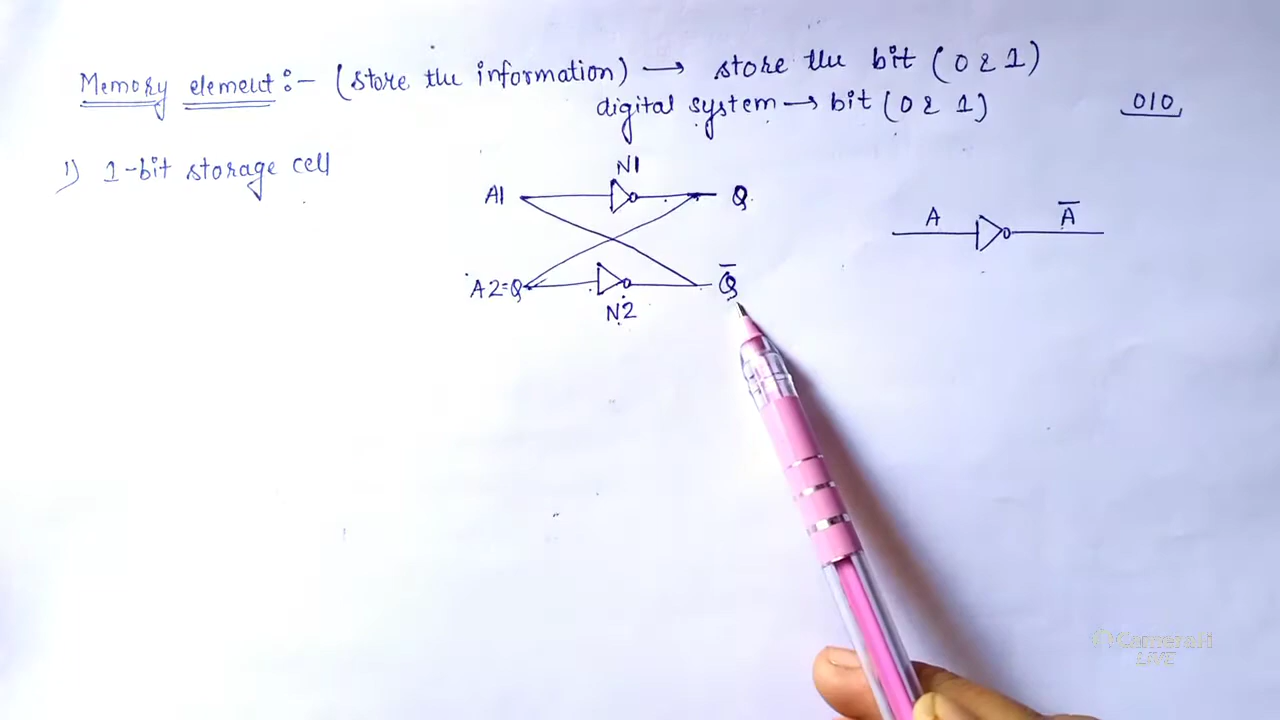 Memory element :- (store the information) → store the bit (0 & 1)
digital system → bit (0 & 1)
010
1) 1-bit storage cell
N1
A1
Q
A
A̅
A2=Q
Q̅
N2
LIVE